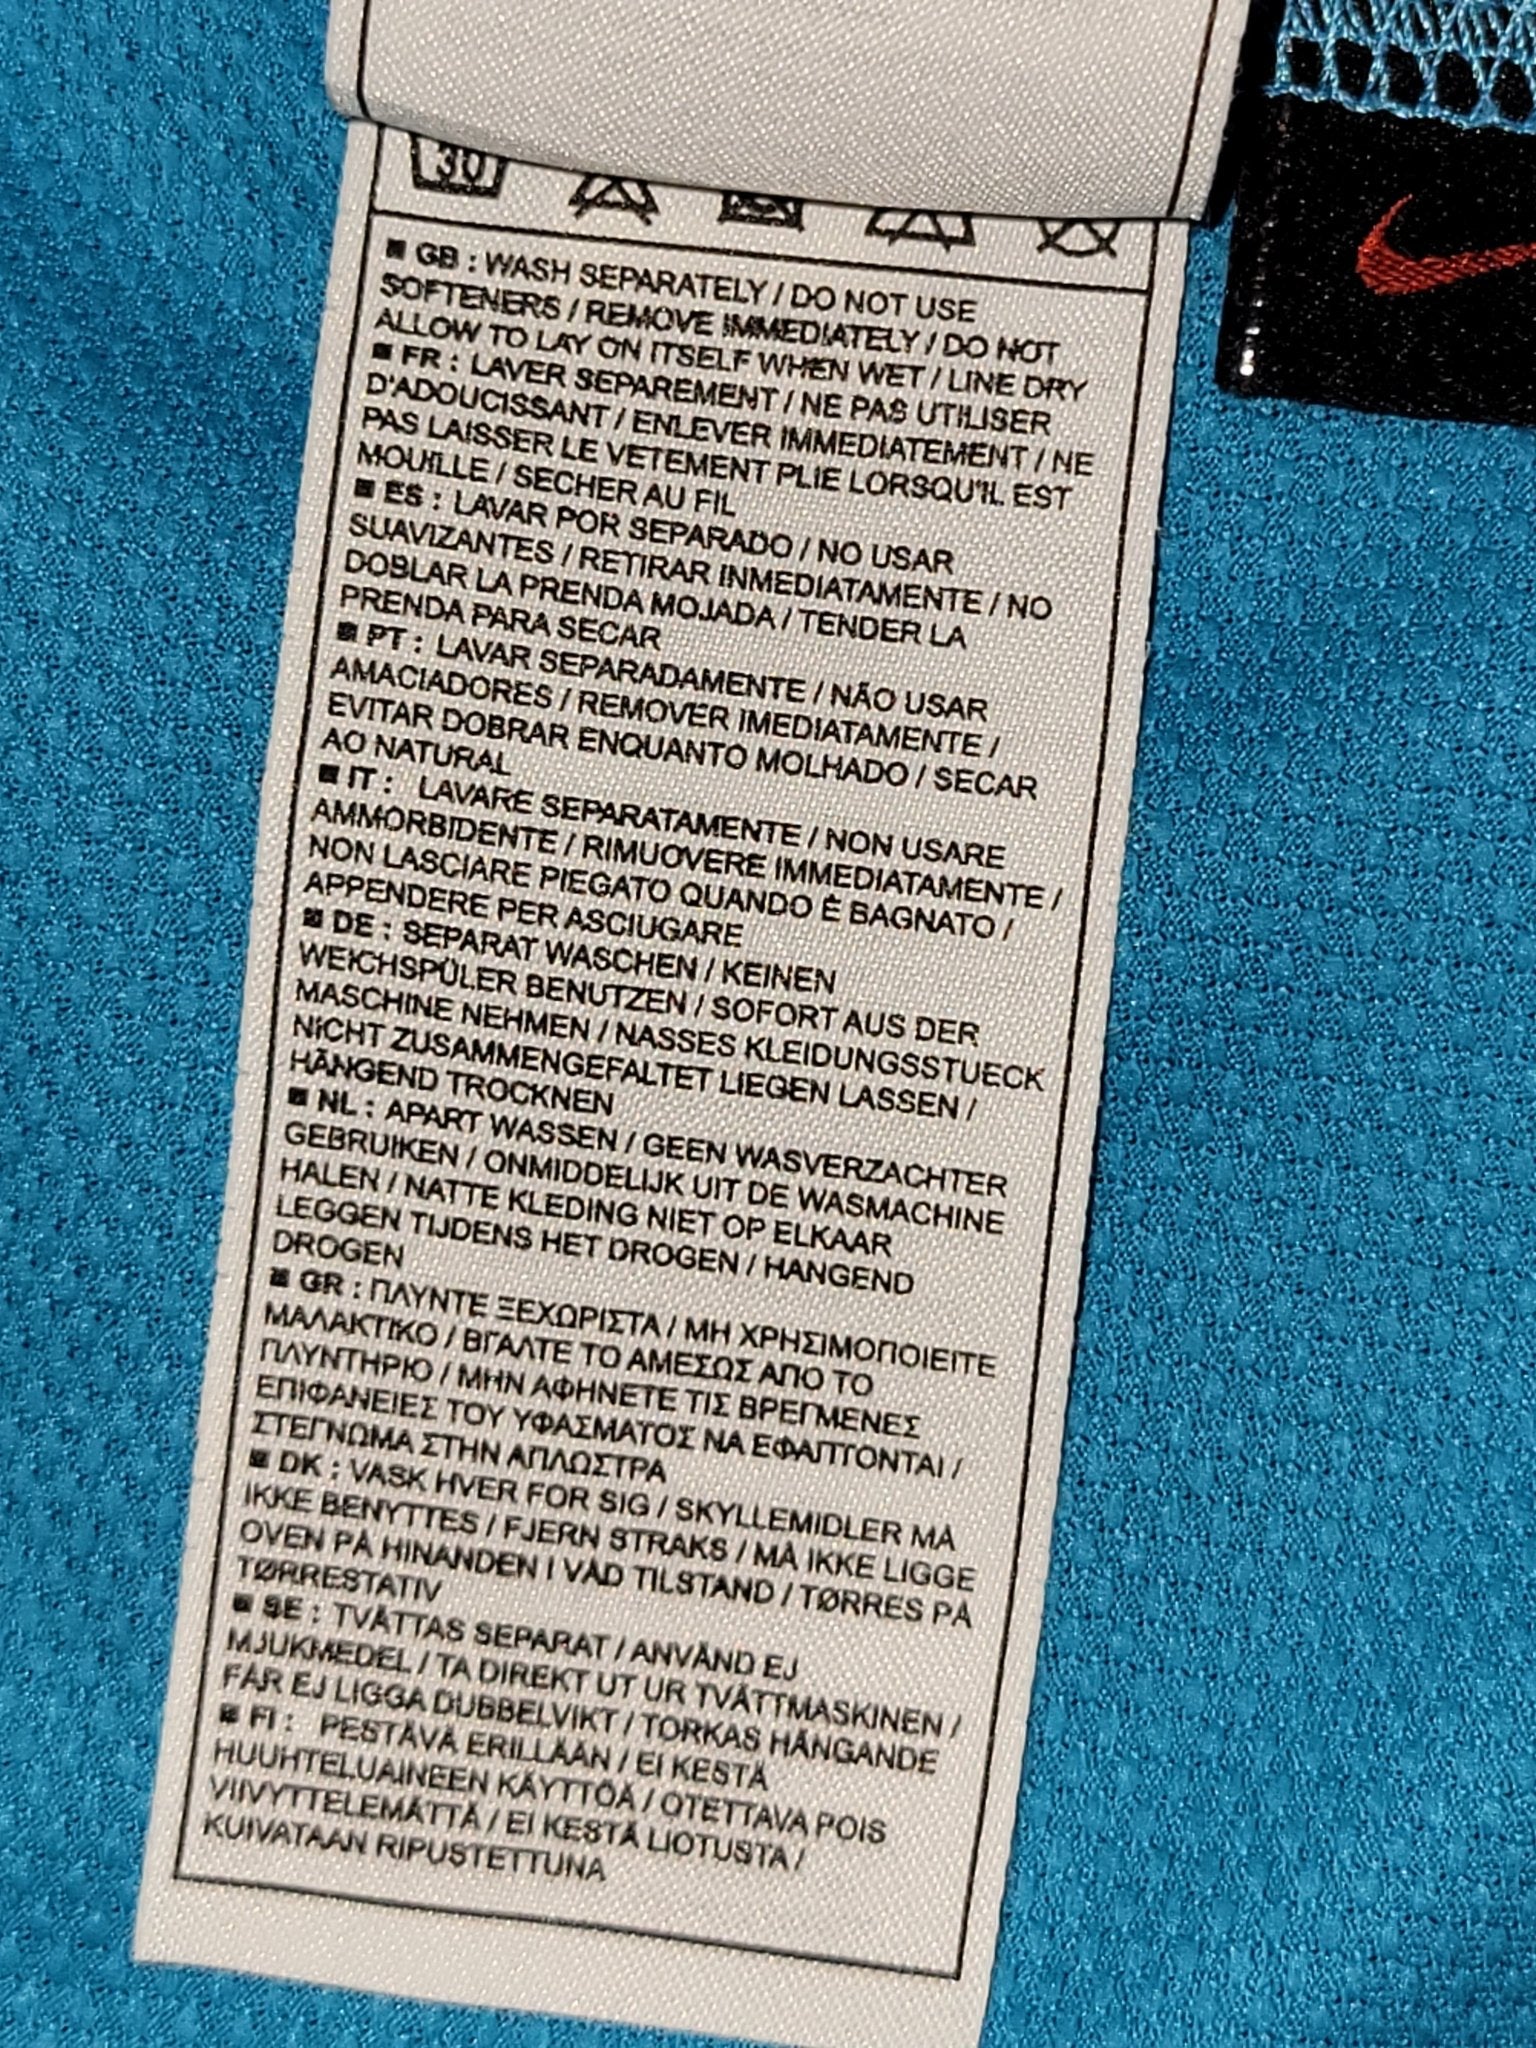 30
■ GB : WASH SEPARATELY / DO NOT USE
SOFTENERS / REMOVE IMMEDIATELY / DO NOT
ALLOW TO LAY ON ITSELF WHEN WET / LINE DRY
■ FR : LAVER SEPAREMENT / NE PAS UTILISER
D'ADOUCISSANT / ENLEVER IMMEDIATEMENT / NE
PAS LAISSER LE VETEMENT PLIE LORSQU'IL EST
MOUILLE / SECHER AU FIL
■ ES : LAVAR POR SEPARADO / NO USAR
SUAVIZANTES / RETIRAR INMEDIATAMENTE / NO
DOBLAR LA PRENDA MOJADA / TENDER LA
PRENDA PARA SECAR
■ PT : LAVAR SEPARADAMENTE / NÃO USAR
AMACIADORES / REMOVER IMEDIATAMENTE /
EVITAR DOBRAR ENQUANTO MOLHADO / SECAR
AO NATURAL
■ IT : LAVARE SEPARATAMENTE / NON USARE
AMMORBIDENTE / RIMUOVERE IMMEDIATAMENTE /
NON LASCIARE PIEGATO QUANDO È BAGNATO /
APPENDERE PER ASCIUGARE
■ DE : SEPARAT WASCHEN / KEINEN
WEICHSPÜLER BENUTZEN / SOFORT AUS DER
MASCHINE NEHMEN / NASSES KLEIDUNGSSTUECK
NICHT ZUSAMMENGEFALTET LIEGEN LASSEN /
HÄNGEND TROCKNEN
■ NL : APART WASSEN / GEEN WASVERZACHTER
GEBRUIKEN / ONMIDDELIJK UIT DE WASMACHINE
HALEN / NATTE KLEDING NIET OP ELKAAR
LEGGEN TIJDENS HET DROGEN / HANGEND
DROGEN
■ GR : ΠΛΥΝΤΕ ΞΕΧΩΡΙΣΤΑ / ΜΗ ΧΡΗΣΙΜΟΠΟΙΕΙΤΕ
ΜΑΛΑΚΤΙΚΟ / ΒΓΑΛΤΕ ΤΟ ΑΜΕΣΩΣ ΑΠΟ ΤΟ
ΠΛΥΝΤΗΡΙΟ / ΜΗΝ ΑΦΗΝΕΤΕ ΤΙΣ ΒΡΕΓΜΕΝΕΣ
ΕΠΙΦΑΝΕΙΕΣ ΤΟΥ ΥΦΑΣΜΑΤΟΣ ΝΑ ΕΦΑΠΤΟΝΤΑΙ /
ΣΤΕΓΝΩΜΑ ΣΤΗΝ ΑΠΛΩΣΤΡΑ
■ DK : VASK HVER FOR SIG / SKYLLEMIDLER MÅ
IKKE BENYTTES / FJERN STRAKS / MÅ IKKE LIGGE
OVEN PÅ HINANDEN I VÅD TILSTAND / TØRRES PÅ
TØRRESTATIV
■ SE : TVÄTTAS SEPARAT / ANVÄND EJ
MJUKMEDEL / TA DIREKT UT UR TVÄTTMASKINEN /
FÅR EJ LIGGA DUBBELVIKT / TORKAS HÄNGANDE
■ FI : PESTÄVÄ ERILLÄÄN / EI KESTÄ
HUUHTELUAINEEN KÄYTTÖÄ / OTETTAVA POIS
VIIVYTTELEMÄTTÄ / EI KESTÄ LIOTUSTA /
KUIVATAAN RIPUSTETTUNA